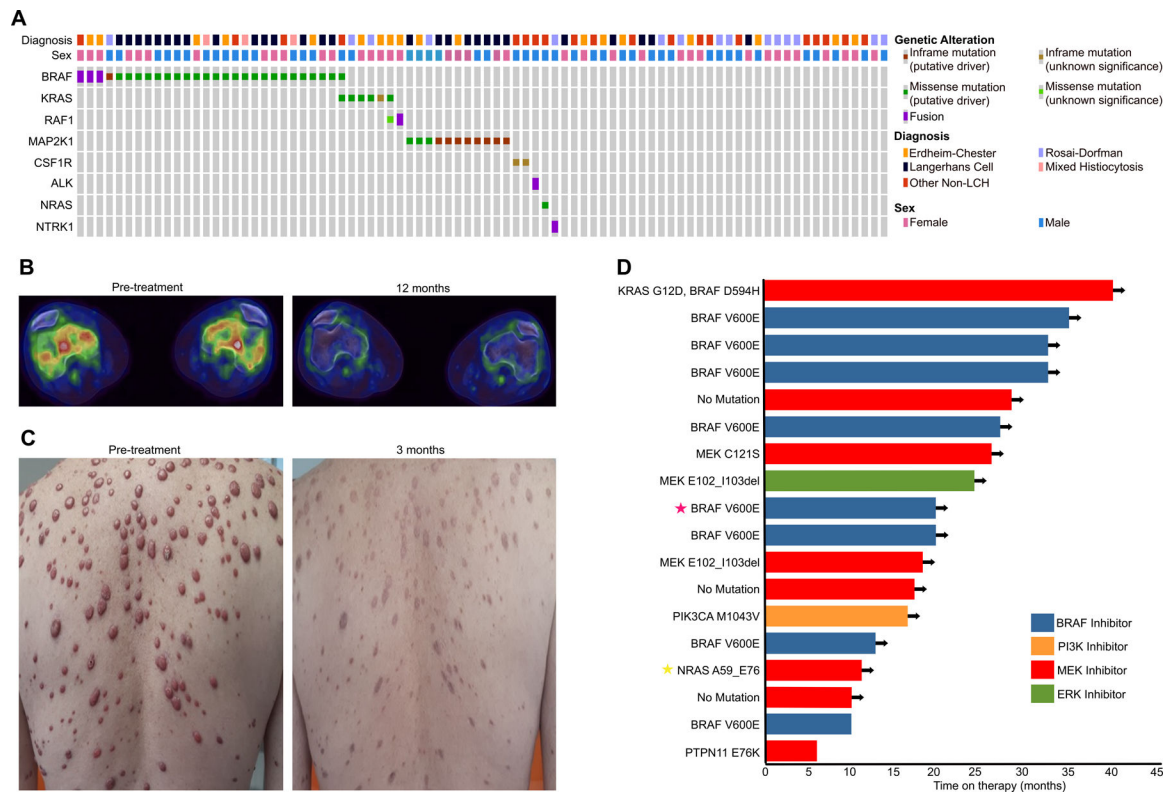 A
Diagnosis
Sex
BRAF
KRAS
RAF1
MAP2K1
CSF1R
ALK
NRAS
NTRK1
Genetic Alteration
Inframe mutation
(putative driver)
Inframe mutation
(unknown significance)
Missense mutation
(putative driver)
Missense mutation
(unknown significance)
Fusion
Diagnosis
Erdheim-Chester
Rosai-Dorfman
Langerhans Cell
Mixed Histiocytosis
Other Non-LCH
Sex
Female
Male
B
Pre-treatment
12 months
C
Pre-treatment
3 months
D
KRAS G12D, BRAF D594H
BRAF V600E
BRAF V600E
BRAF V600E
No Mutation
BRAF V600E
MEK C121S
MEK E102_I103del
BRAF V600E
BRAF V600E
MEK E102_I103del
No Mutation
PIK3CA M1043V
BRAF V600E
NRAS A59_E76
No Mutation
BRAF V600E
PTPN11 E76K
BRAF Inhibitor
PI3K Inhibitor
MEK Inhibitor
ERK Inhibitor
0 5 10 15 20 25 30 35 40 45
Time on therapy (months)